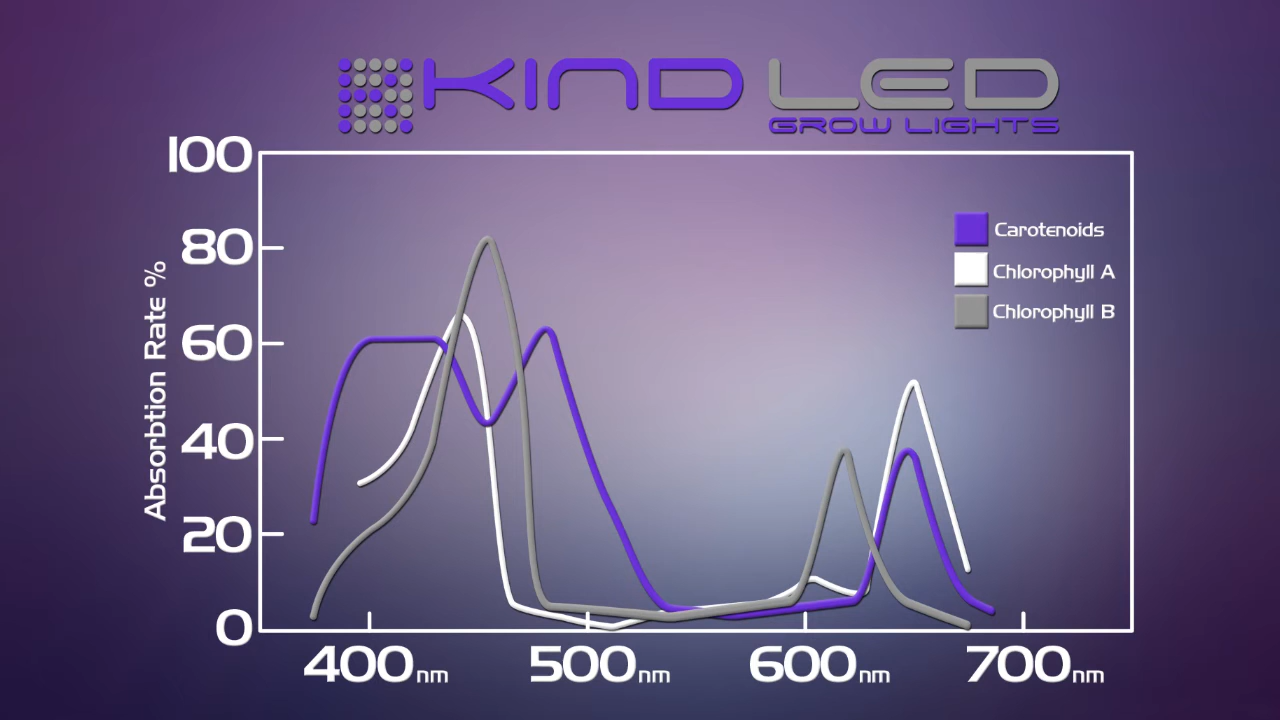 KIND LED
GROW LIGHTS
100
80
60
40
20
0
Absorbtion Rate %
Carotenoids
Chlorophyll A
Chlorophyll B
400nm 500nm 600nm 700nm